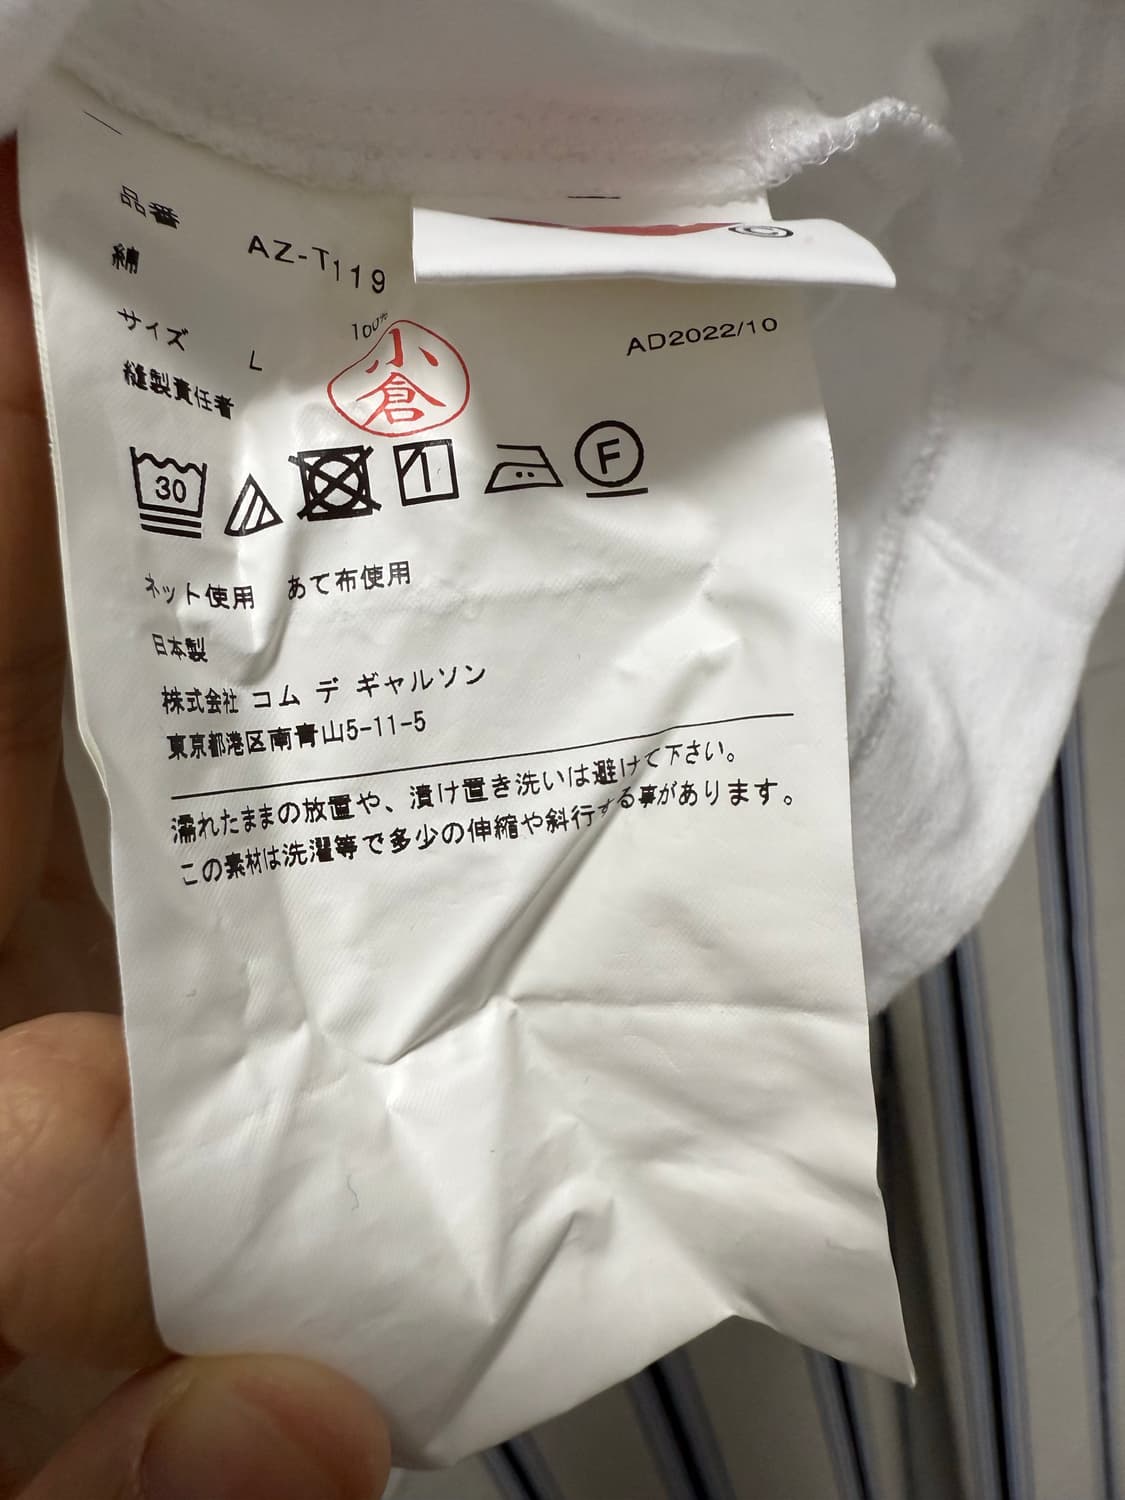 品番 AZ-T119
綿 100%
サイズ L
AD2022/10
縫製責任者 小倉
30
F
ネット使用 あて布使用
日本製
株式会社 コム デ ギャルソン
東京都港区南青山5-11-5
濡れたままの放置や、漬け置き洗いは避けて下さい。
この素材は洗濯等で多少の伸縮や斜行する事があります。